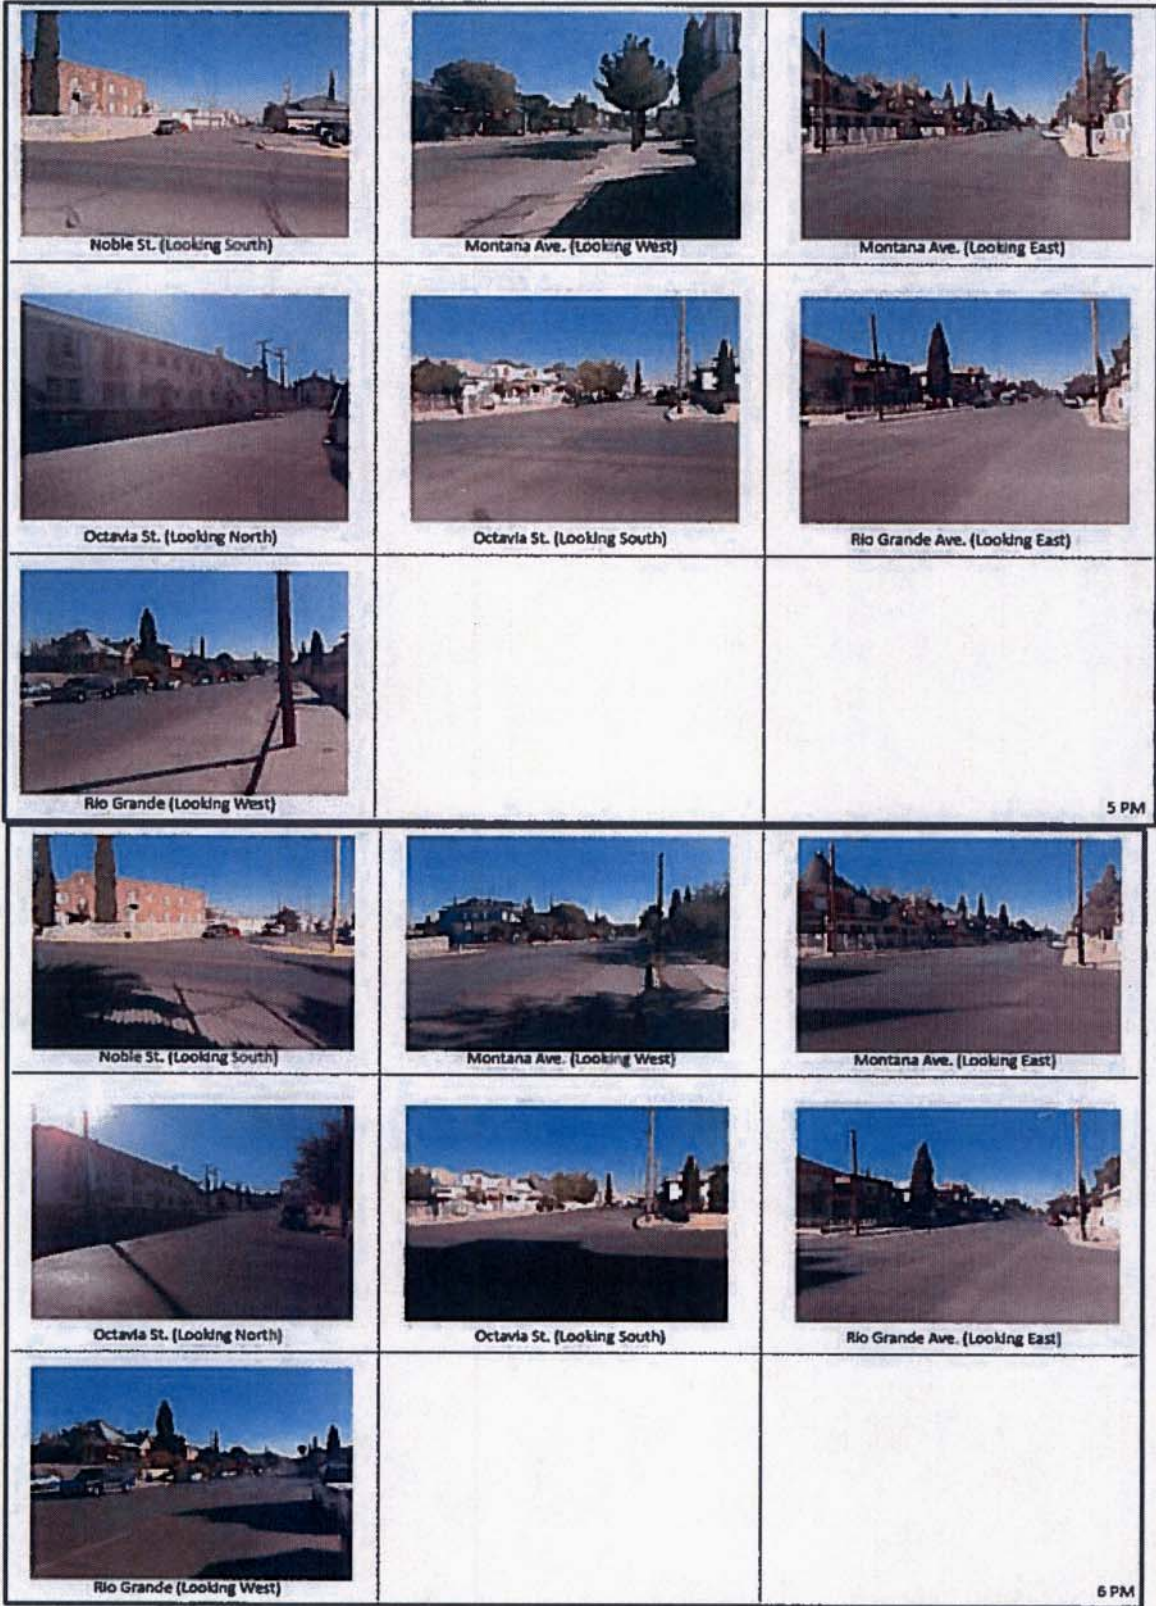 Noble St. (Looking South)
Montana Ave. (Looking West)
Montana Ave. (Looking East)
Octavia St. (Looking North)
Octavia St. (Looking South)
Rio Grande Ave. (Looking East)
Rio Grande (Looking West)
5 PM
Noble St. (Looking South)
Montana Ave. (Looking West)
Montana Ave. (Looking East)
Octavia St. (Looking North)
Octavia St. (Looking South)
Rio Grande Ave. (Looking East)
Rio Grande (Looking West)
6 PM